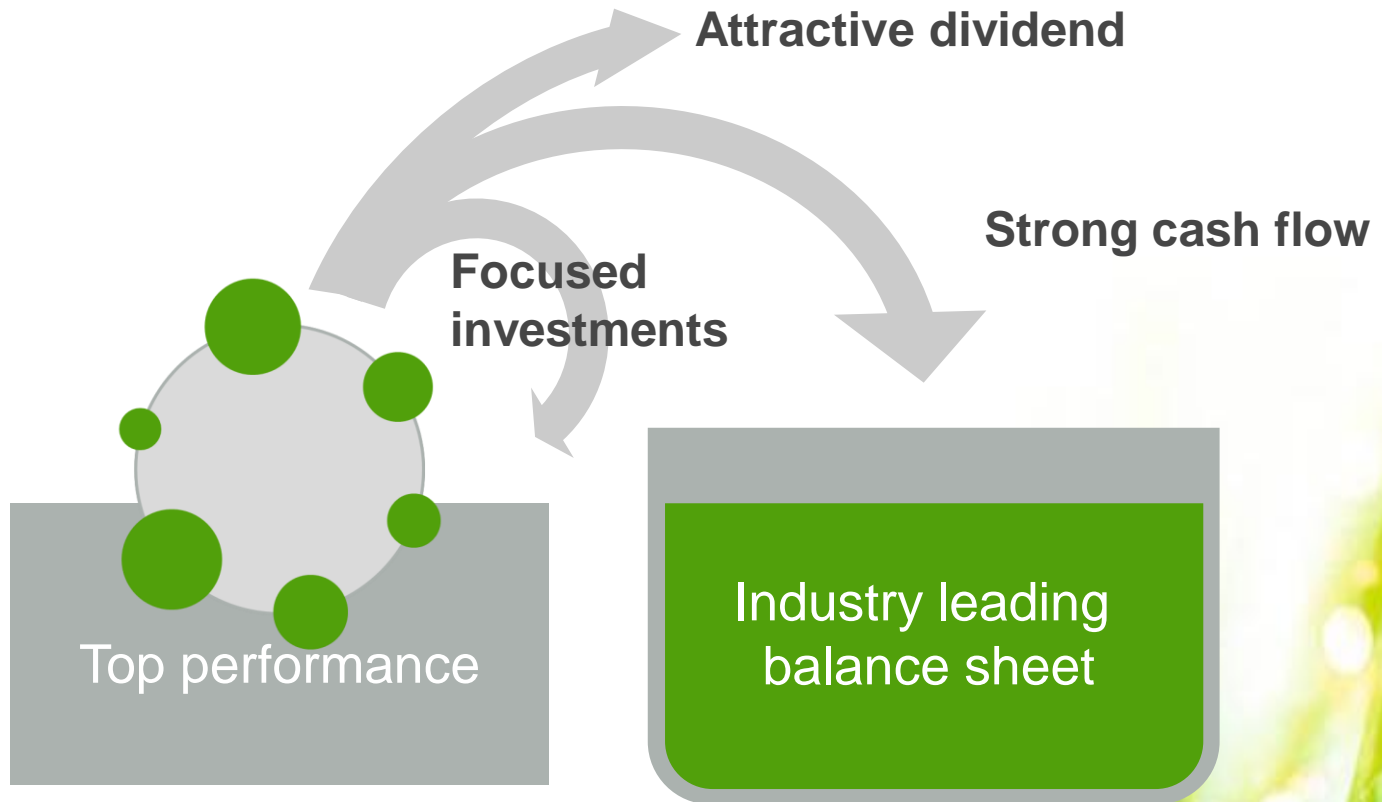 Attractive dividend
Strong cash flow
Focused
investments
Industry leading
balance sheet
Top performance